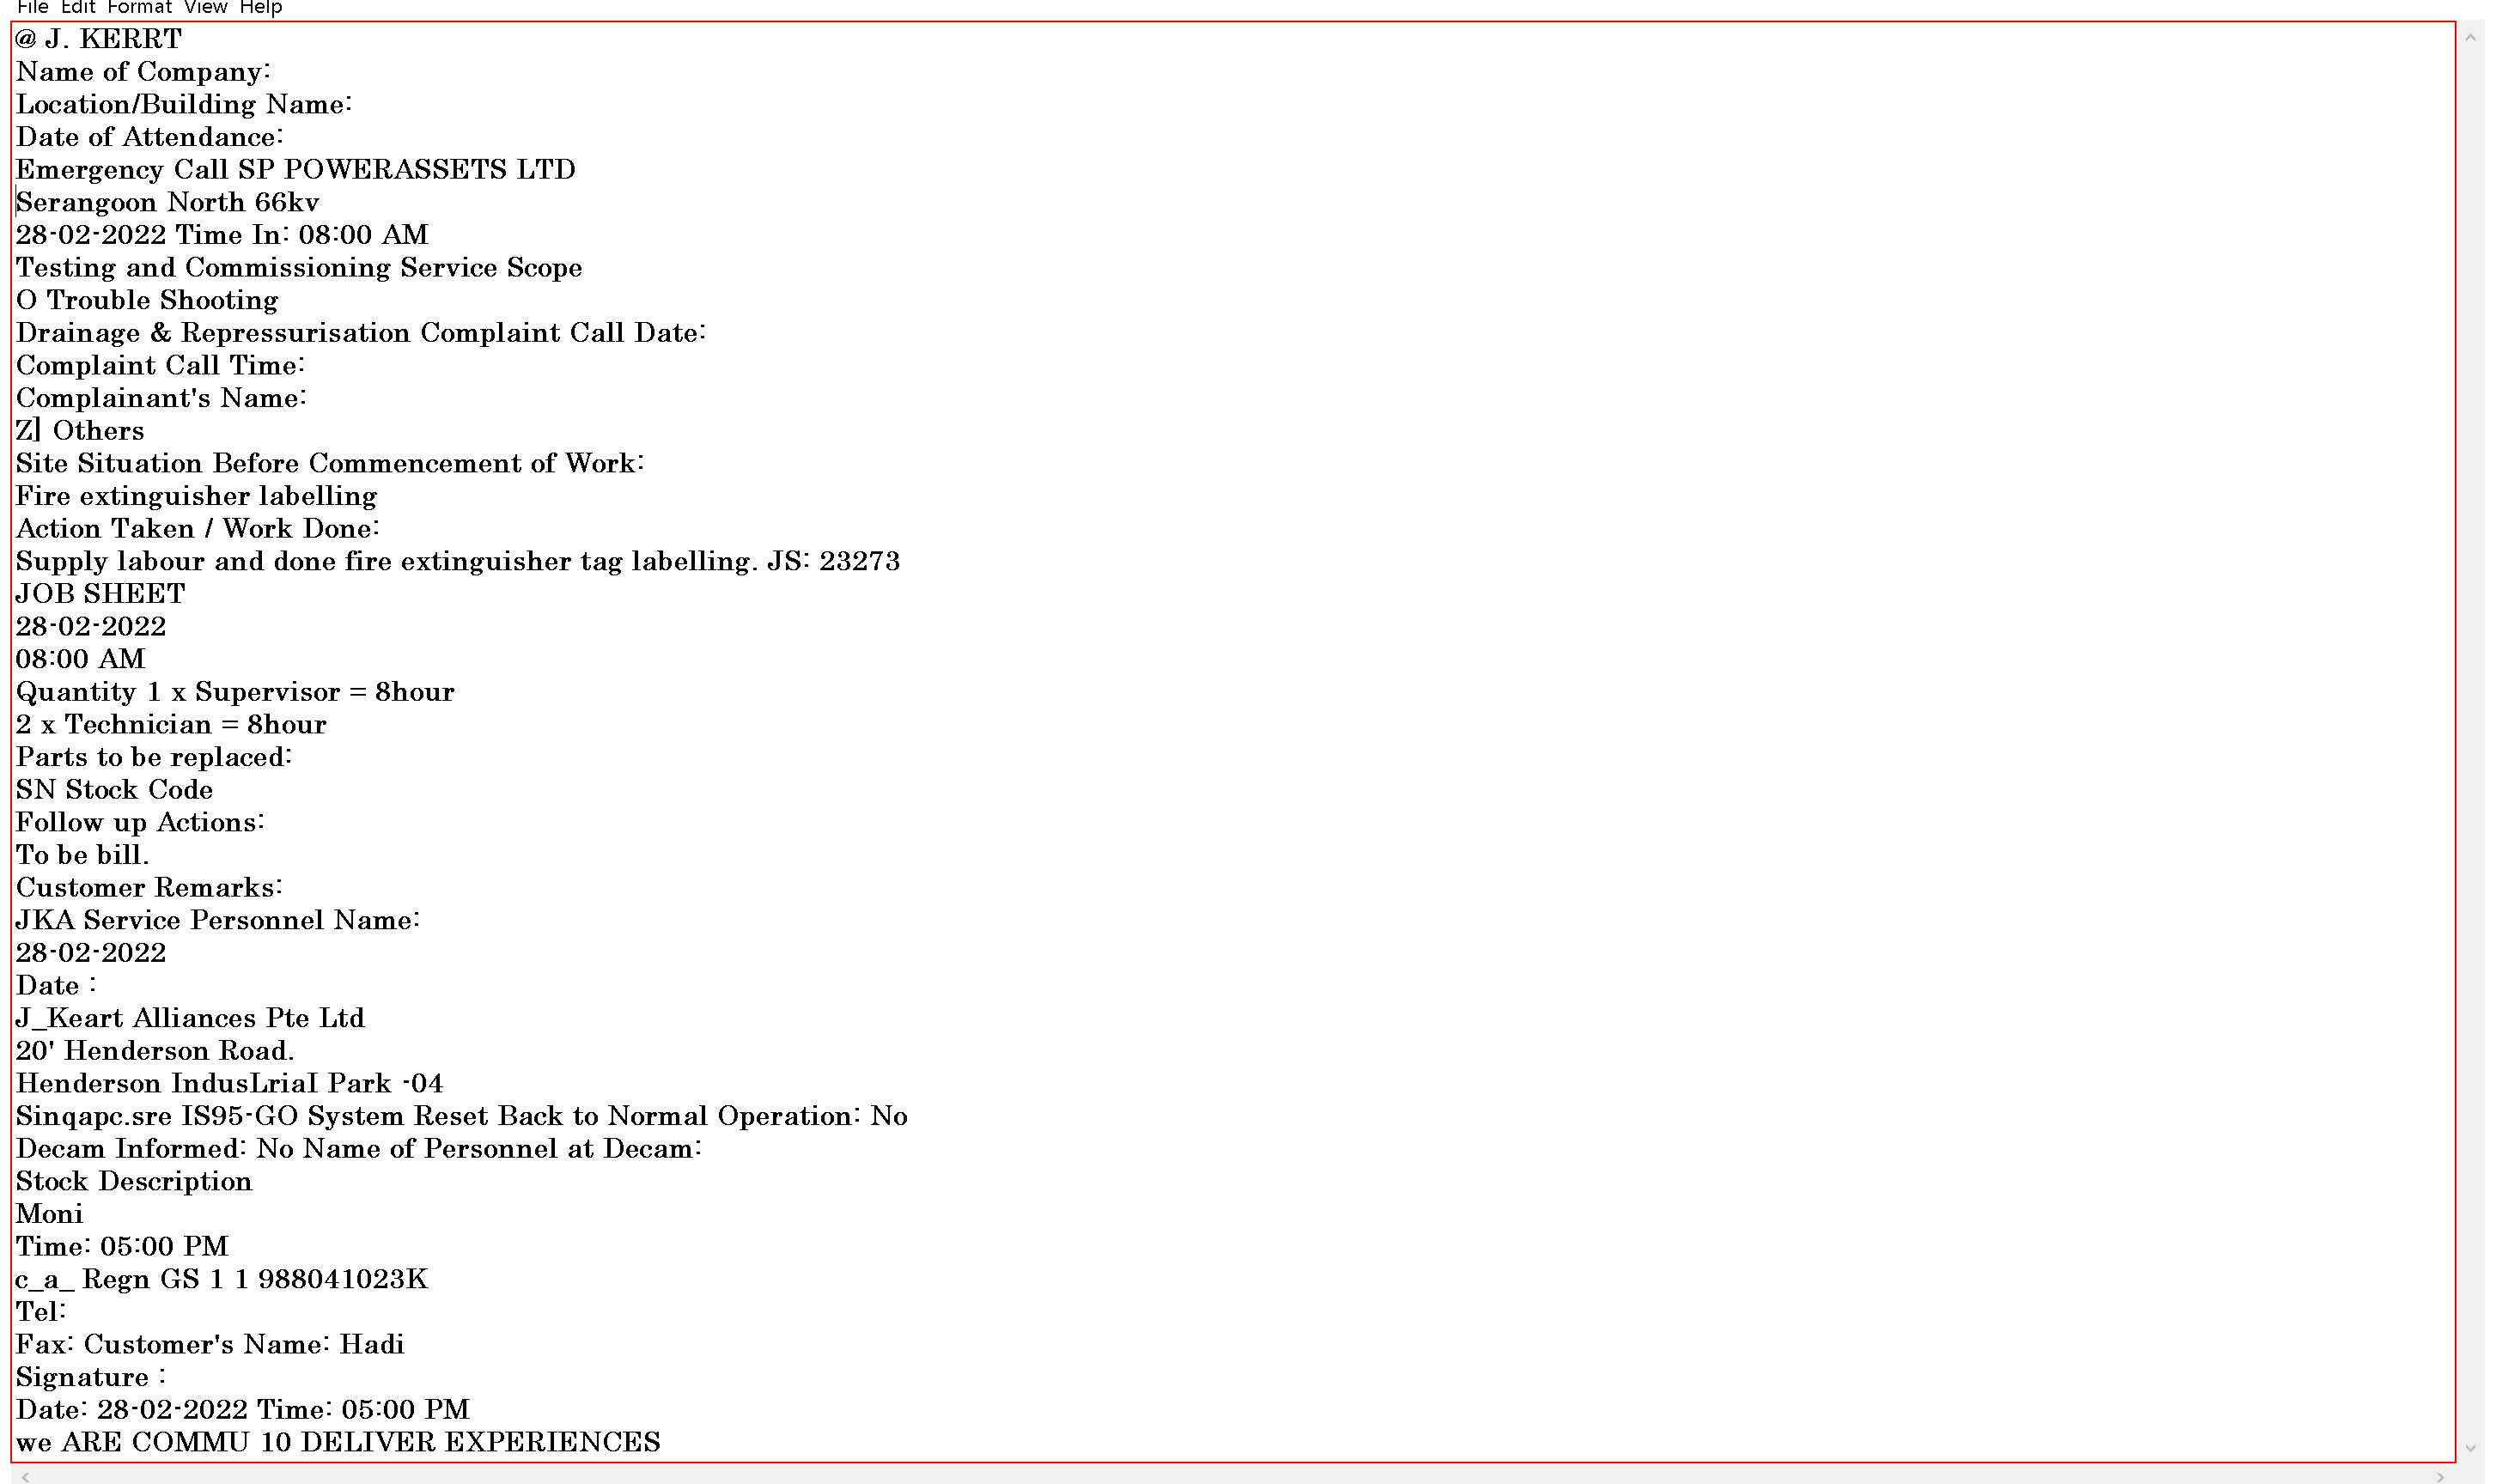 File Edit Format View Help
@ J. KERRT
Name of Company:
Location/Building Name:
Date of Attendance:
Emergency Call SP POWERASSETS LTD
Serangoon North 66kv
28-02-2022 Time In: 08:00 AM
Testing and Commissioning Service Scope
O Trouble Shooting
Drainage & Repressurisation Complaint Call Date:
Complaint Call Time:
Complainant's Name:
Z] Others
Site Situation Before Commencement of Work:
Fire extinguisher labelling
Action Taken / Work Done:
Supply labour and done fire extinguisher tag labelling. JS: 23273
JOB SHEET
28-02-2022
08:00 AM
Quantity 1 x Supervisor = 8hour
2 x Technician = 8hour
Parts to be replaced:
SN Stock Code
Follow up Actions:
To be bill.
Customer Remarks:
JKA Service Personnel Name:
28-02-2022
Date :
J_Keart Alliances Pte Ltd
20' Henderson Road.
Henderson IndusLriaI Park -04
Sinqapc.sre IS95-GO System Reset Back to Normal Operation: No
Decam Informed: No Name of Personnel at Decam:
Stock Description
Moni
Time: 05:00 PM
c_a_ Regn GS 1 1 988041023K
Tel:
Fax: Customer's Name: Hadi
Signature :
Date: 28-02-2022 Time: 05:00 PM
we ARE COMMU 10 DELIVER EXPERIENCES